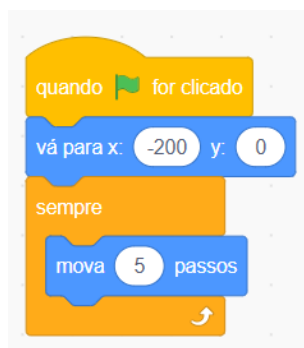 quando for clicado
vá para x: -200 y: 0
sempre
mova 5 passos